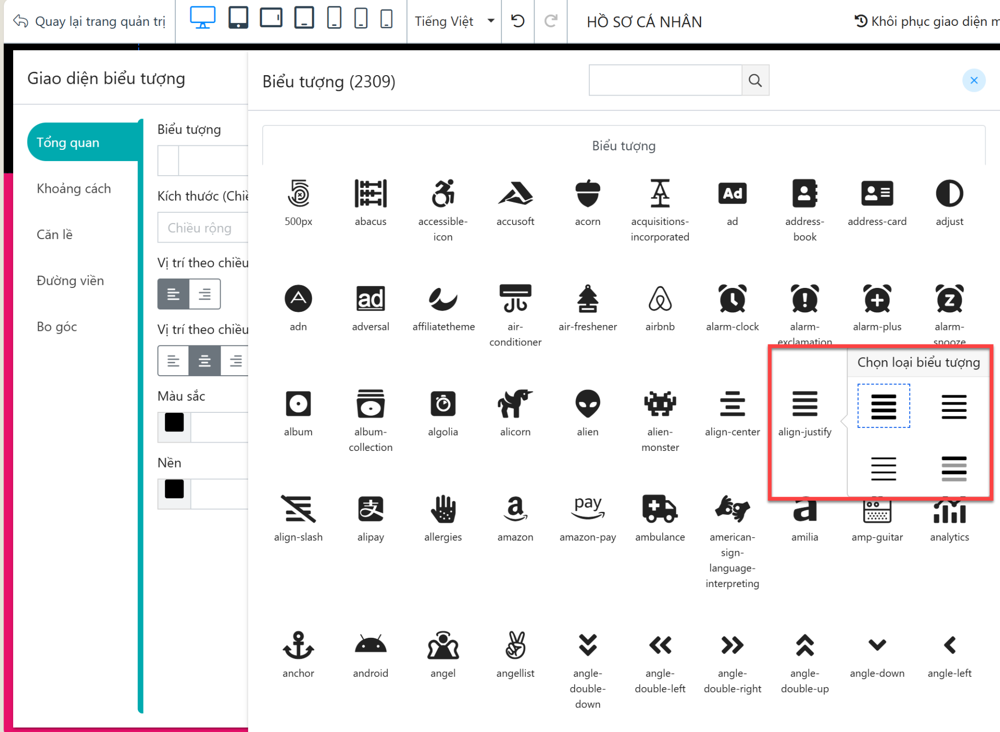 Quay lại trang quản trị
Tiếng Việt
HỒ SƠ CÁ NHÂN
Khôi phục giao diện
Giao diện biểu tượng
Biểu tượng (2309)
Tổng quan
Khoảng cách
Căn lề
Đường viền
Bo góc
Biểu tượng
Kích thước
Chiều rộng
Vị trí theo chiều
Vị trí theo chiều
Màu sắc
Nền
Biểu tượng
500px
abacus
accessible-
icon
accusoft
acorn
acquisitions-
incorporated
Ad
ad
address-
book
address-card
adjust
adn
ad
adversal
affiliatetheme
air-
conditioner
air-freshener
airbnb
alarm-clock
alarm-
exclamation
alarm-plus
alarm-
snooze
album
album-
collection
algolia
alicorn
alien
alien-
monster
align-center
align-justify
Chọn loại biểu tượng
align-slash
alipay
allergies
amazon
pay
amazon-pay
ambulance
american-
sign-
language-
interpreting
amilia
amp-guitar
analytics
anchor
android
angel
angellist
angle-
double-
down
angle-
double-left
angle-
double-right
angle-
double-up
angle-down
angle-left